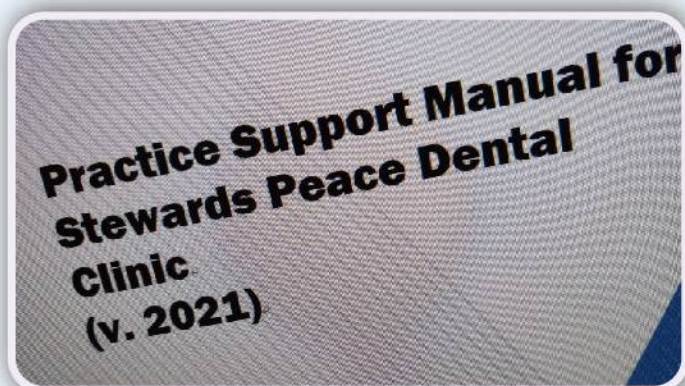 Practice Support Manual for
Stewards Peace Dental
Clinic
(v. 2021)